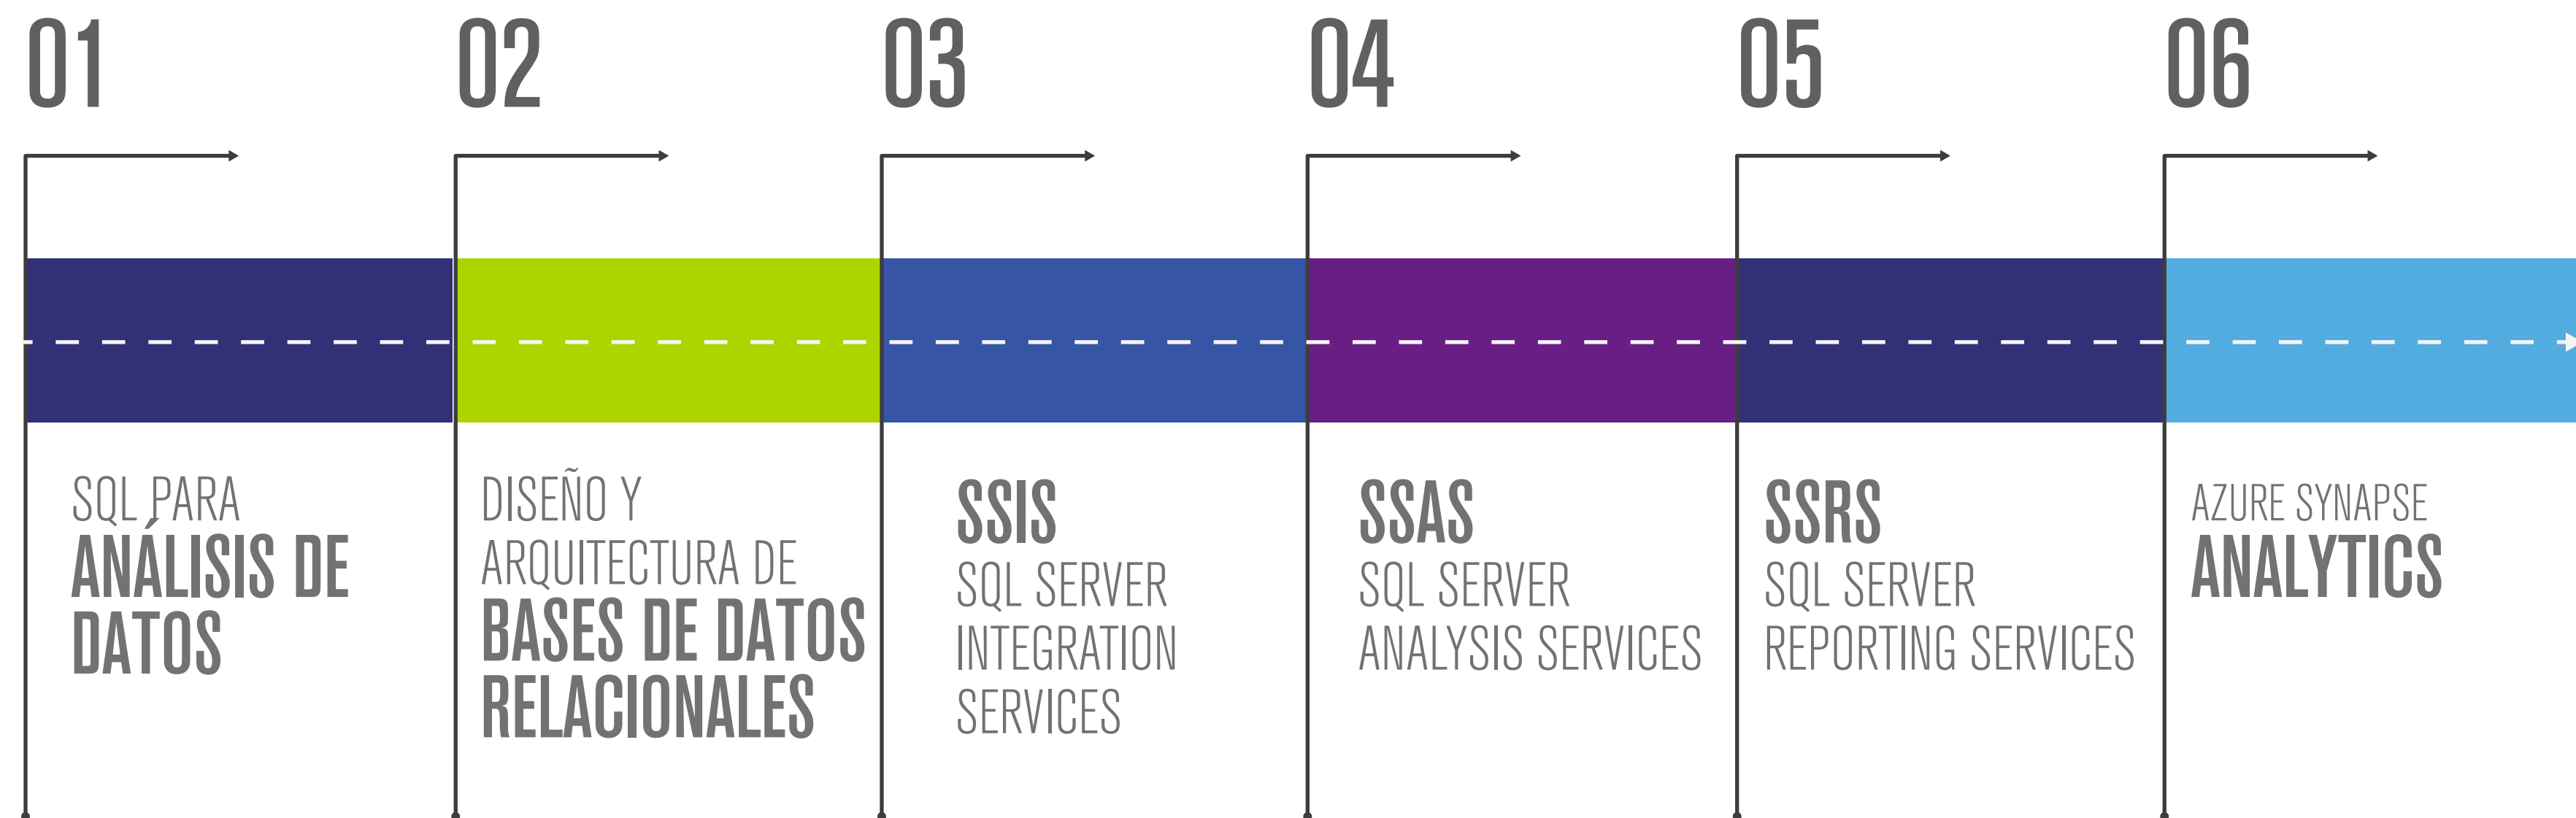 01
02
03
04
05
06
SQL PARA
ANÁLISIS DE
DATOS
DISEÑO Y
ARQUITECTURA DE
BASES DE DATOS
RELACIONALES
SSIS
SQL SERVER
INTEGRATION
SERVICES
SSAS
SQL SERVER
ANALYSIS SERVICES
SSRS
SQL SERVER
REPORTING SERVICES
AZURE SYNAPSE
ANALYTICS